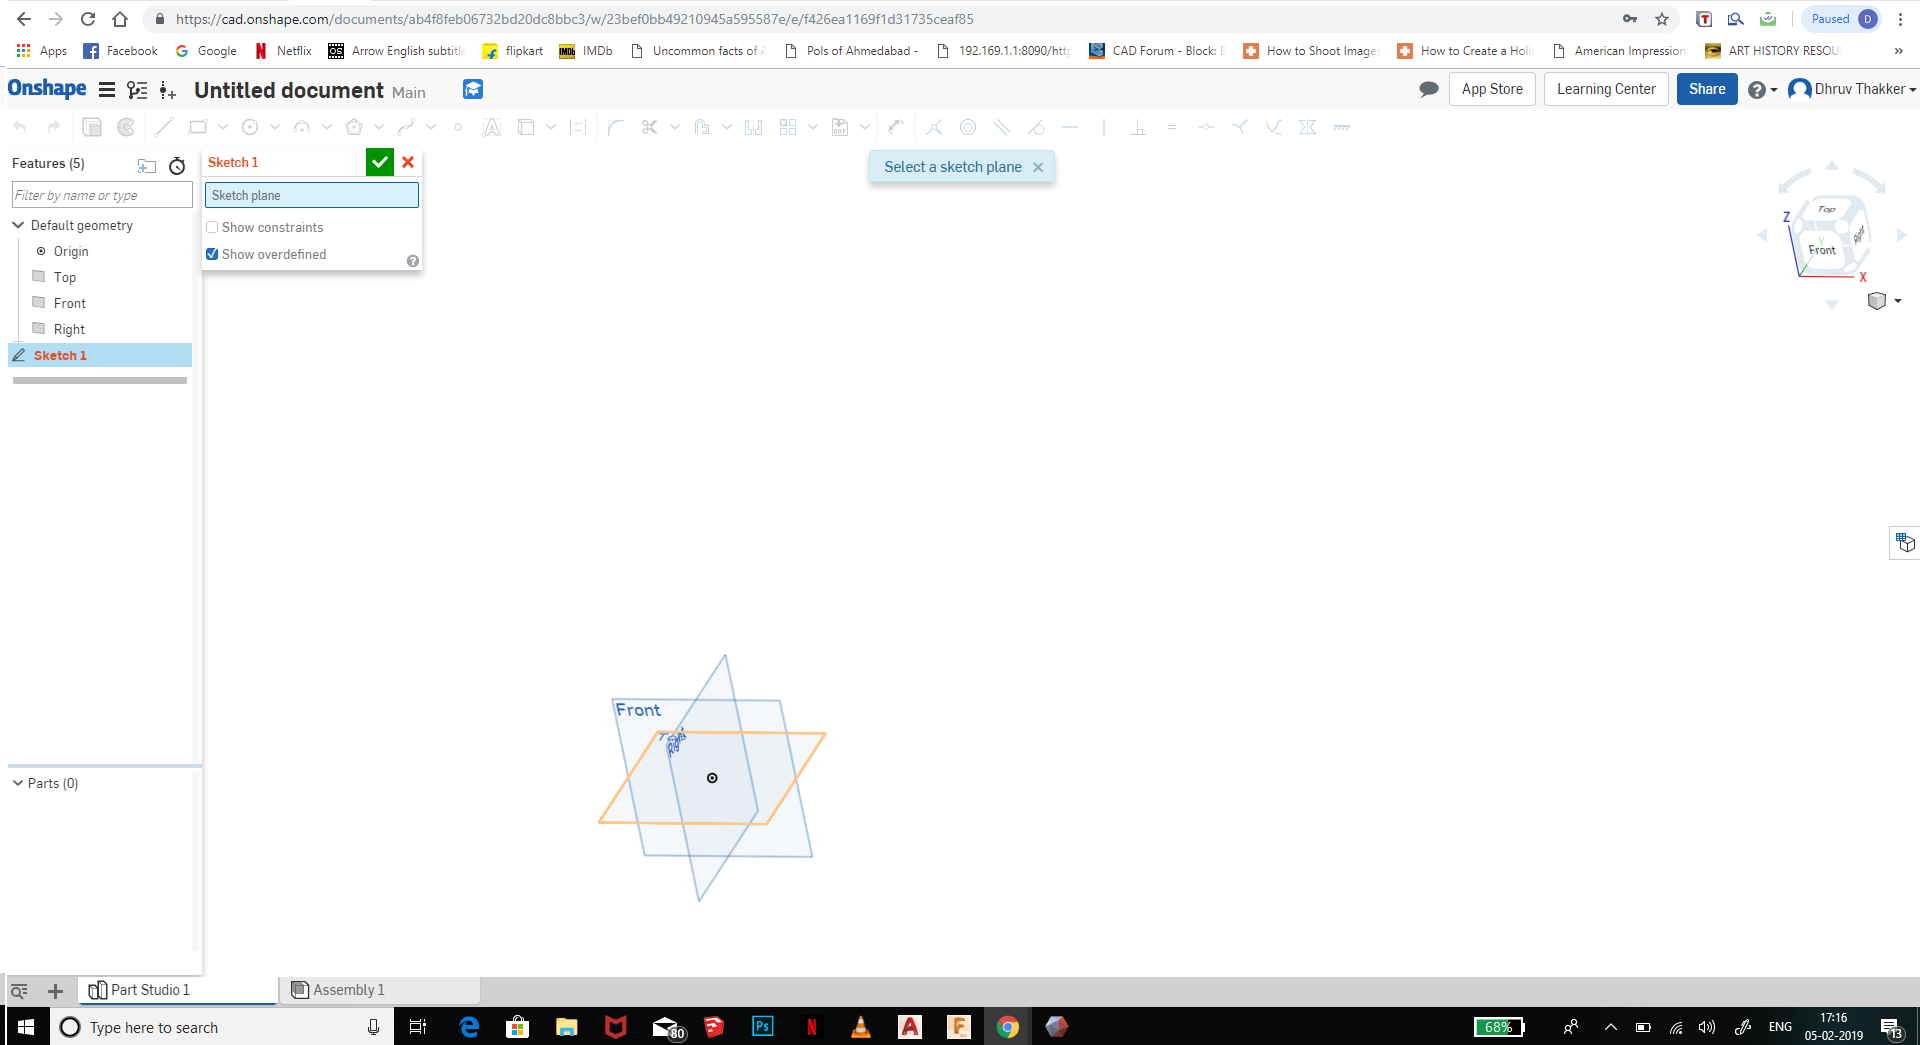 https://cad.onshape.com/documents/ab4f8feb06732bd20dc8bbc3/w/23bef0bb49210945a595587e/e/f426ea1169f1d31735ceaf85
Paused D
Apps Facebook Google Netflix OS Arrow English subtitl flipkart IMDb IMDb Uncommon facts of A Pols of Ahmedabad - 192.169.1.1:8090/http CAD Forum - Block: B How to Shoot Image How to Create a Holi American Impression ART HISTORY RESOU »
Onshape Untitled document Main App Store Learning Center Share ? Dhruv Thakker
DXF
Features (5)
Sketch 1
Select a sketch plane
Filter by name or type
Sketch plane
Default geometry
Show constraints
Origin
Show overdefined
Top
Front
Right
Sketch 1
Top
Front
Right
Z
Y
X
Front
Right
Parts (0)
Part Studio 1
Assembly 1
Type here to search
80
Ps
68%
ENG
17:16
05-02-2019
13